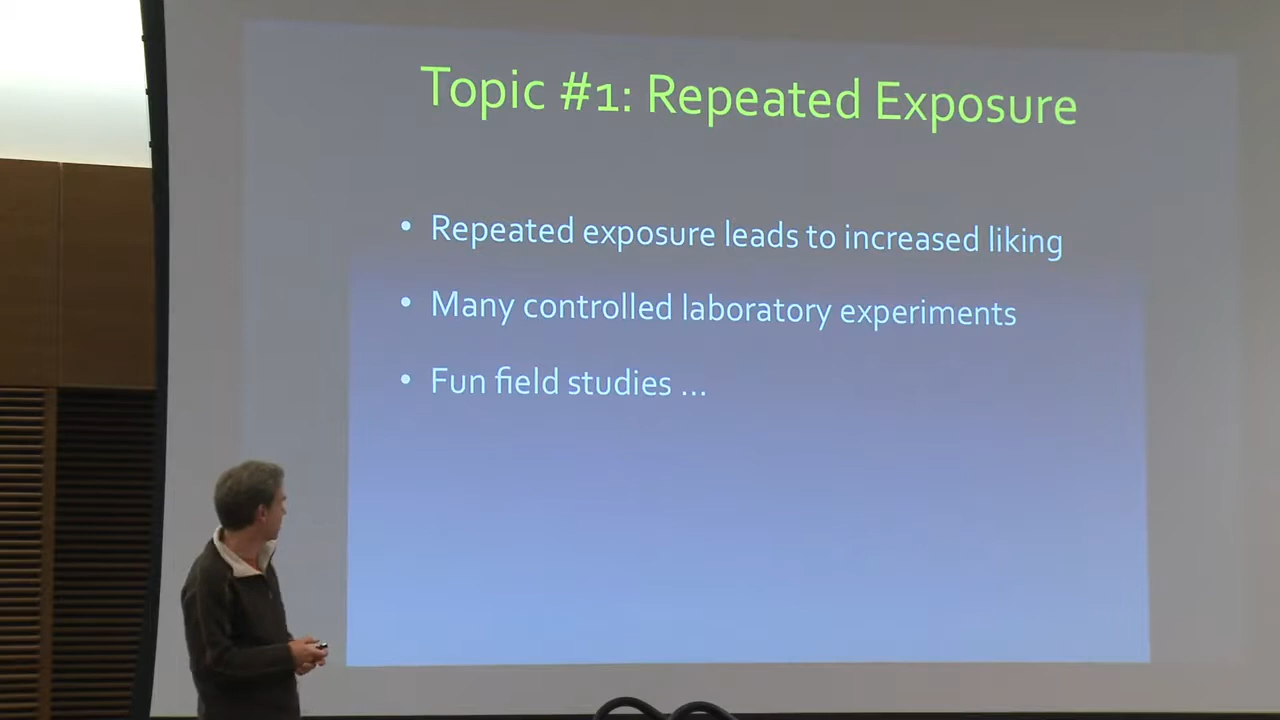 Topic #1: Repeated Exposure
• Repeated exposure leads to increased liking
• Many controlled laboratory experiments
• Fun field studies ...